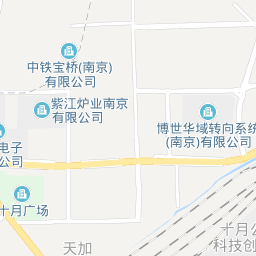 中铁宝桥(南京)
有限公司
紫江炉业南京
有限公司
博世华域转向系统
(南京)有限公司
电子
公司
十月广场
天加
十月公
科技创